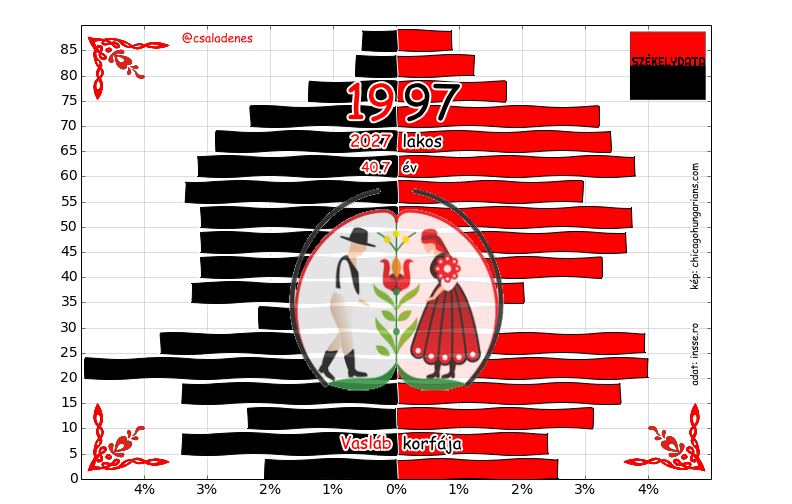 @csaladenes
SZÉKELYDATA
1997
2027 lakos
40.7 év
kép: chicagohungarians.com
adat: insse.ro
Vasláb korfája
85
80
75
70
65
60
55
50
45
40
35
30
25
20
15
10
5
0
4% 3% 2% 1% 0% 1% 2% 3% 4%